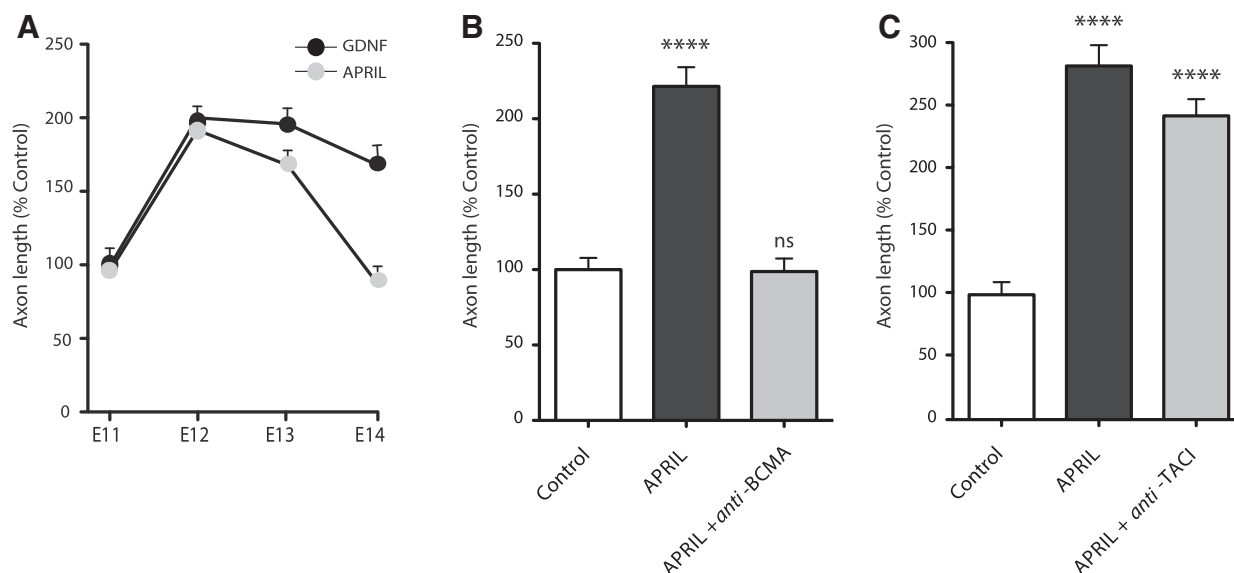 A
250
200
150
100
50
0
Axon length (% Control)
GDNF
APRIL
E11 E12 E13 E14
B
250
200
150
100
50
0
Axon length (% Control)
****
ns
Control
APRIL
APRIL + anti -BCMA
C
300
250
200
150
100
50
0
Axon length (% Control)
****
****
Control
APRIL
APRIL + anti -TACI